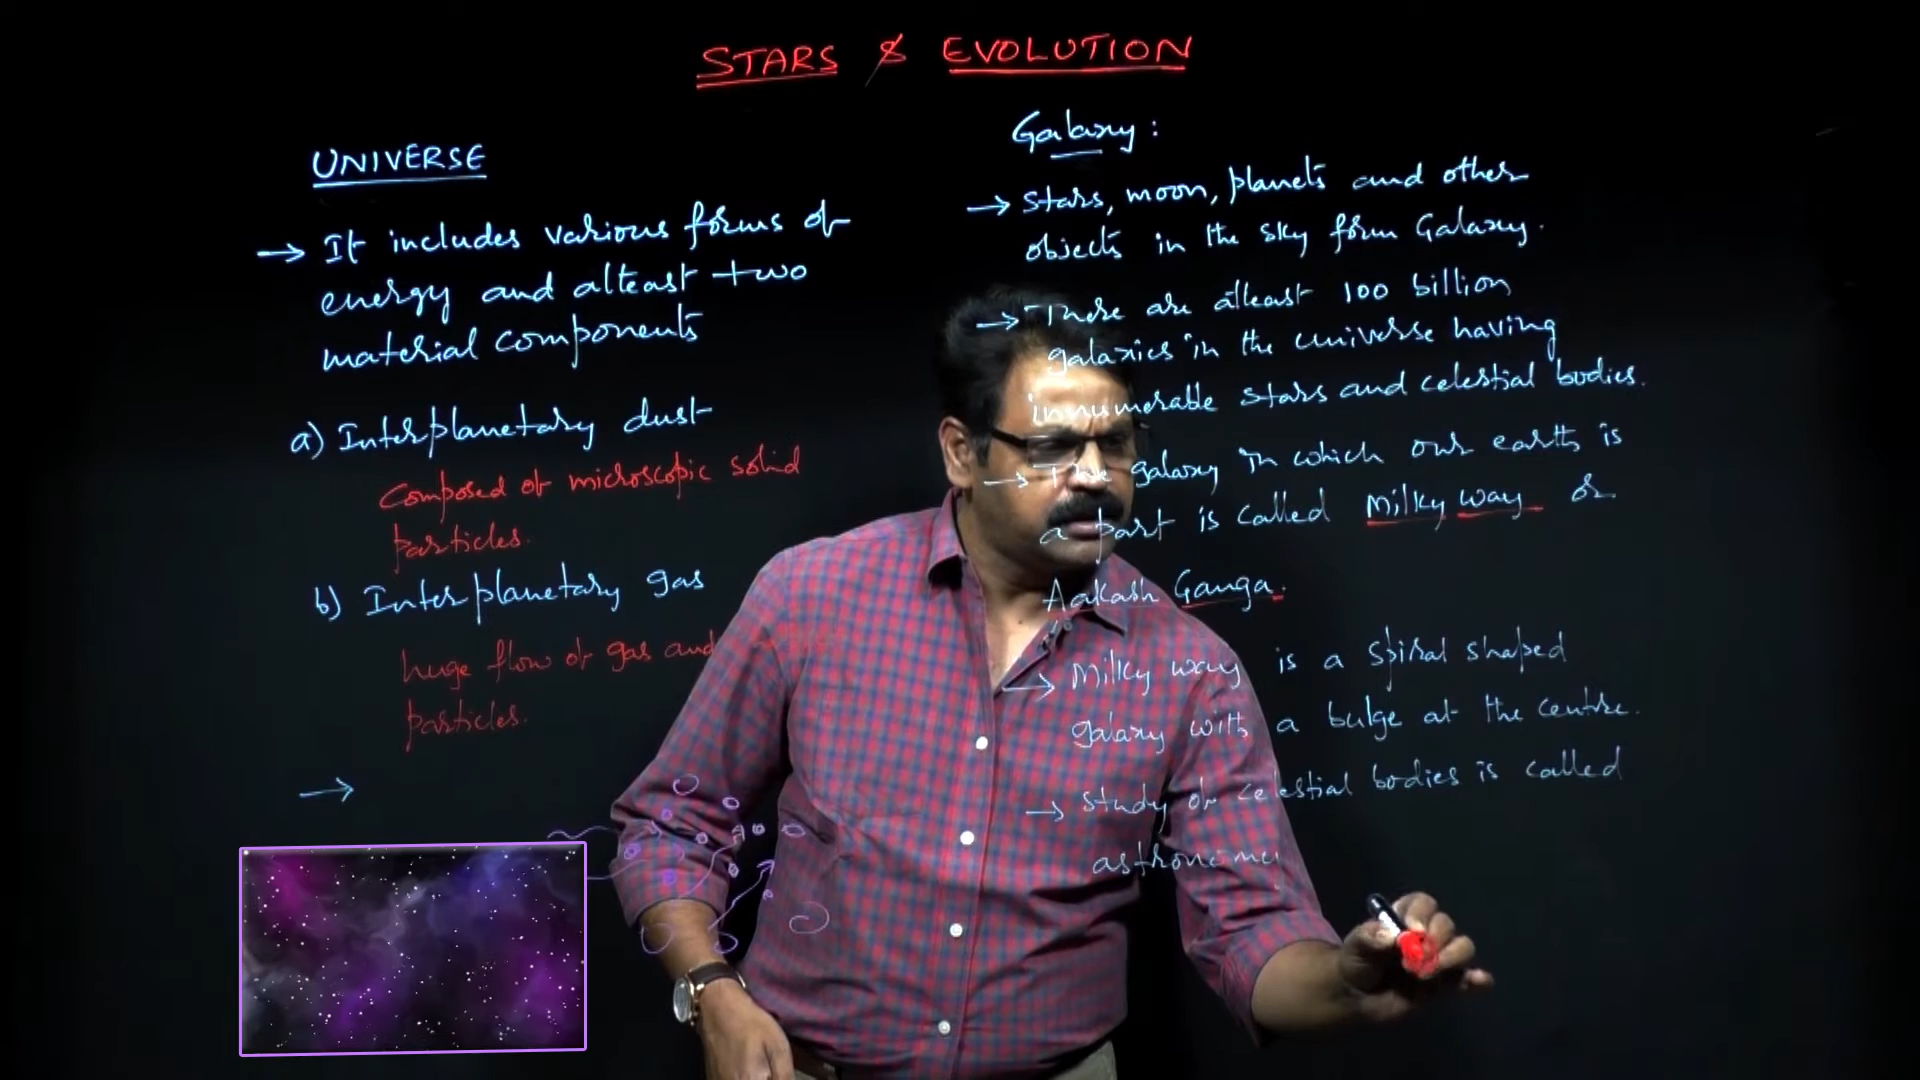 STARS & EVOLUTION
UNIVERSE
→ It includes various forms of
energy and alteast two
material components
a) Interplanetary dust
Composed of microscopic solid
particles.
b) Interplanetary gas
huge flow of gas and
particles.
→
Galaxy :
→ Stars, moon, planets and other
objects in the sky form Galaxy.
→ There are atleast 100 billion
galaxies in the universe having
innumerable stars and celestial bodies.
→ The galaxy in which our earth is
a part is called Milky way or
Aakash Ganga.
→ Milky way is a spiral shaped
galaxy with a bulge at the centre.
→ Study of celestial bodies is called
astronomy